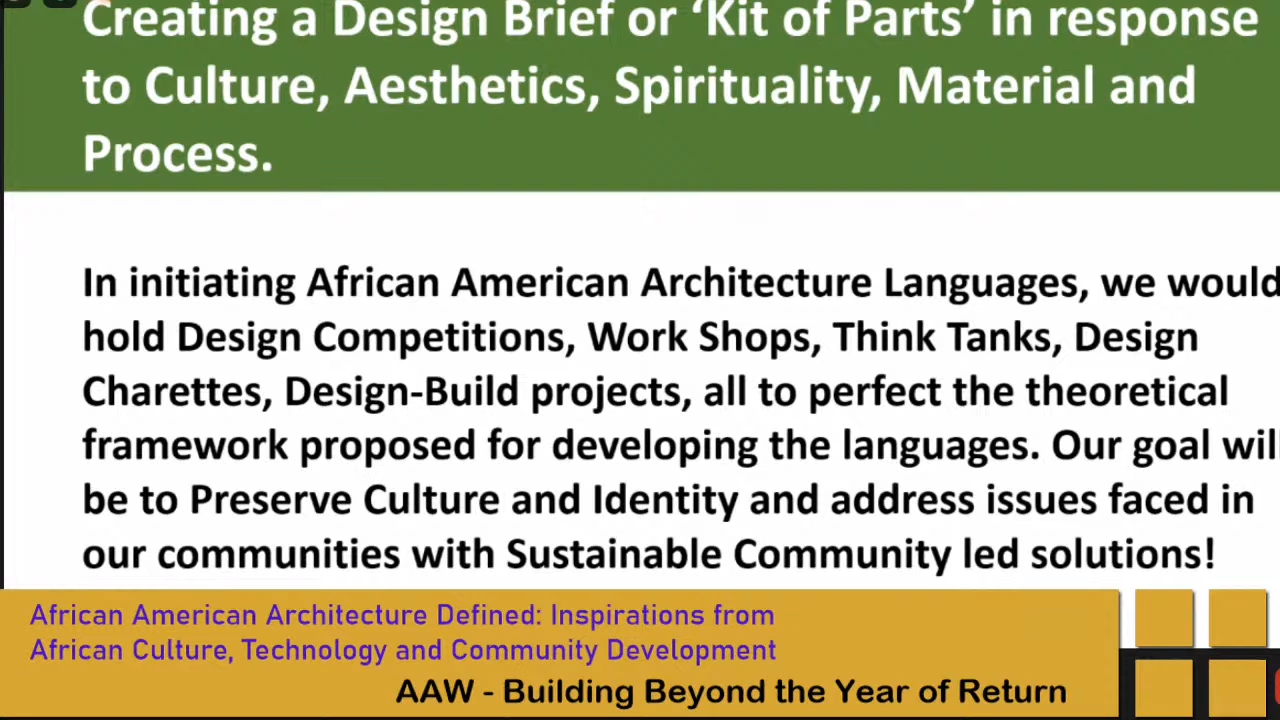 Creating a Design Brief or ‘Kit of Parts’ in response
to Culture, Aesthetics, Spirituality, Material and
Process.
In initiating African American Architecture Languages, we would
hold Design Competitions, Work Shops, Think Tanks, Design
Charettes, Design-Build projects, all to perfect the theoretical
framework proposed for developing the languages. Our goal will
be to Preserve Culture and Identity and address issues faced in
our communities with Sustainable Community led solutions!
African American Architecture Defined: Inspirations from
African Culture, Technology and Community Development
AAW - Building Beyond the Year of Return